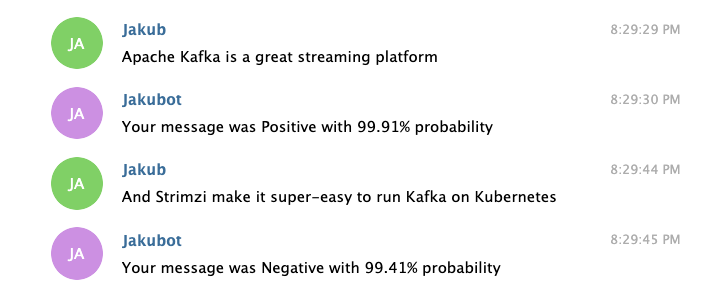 JA
Jakub
8:29:29 PM
Apache Kafka is a great streaming platform
JA
Jakubot
8:29:30 PM
Your message was Positive with 99.91% probability
JA
Jakub
8:29:44 PM
And Strimzi make it super-easy to run Kafka on Kubernetes
JA
Jakubot
8:29:45 PM
Your message was Negative with 99.41% probability